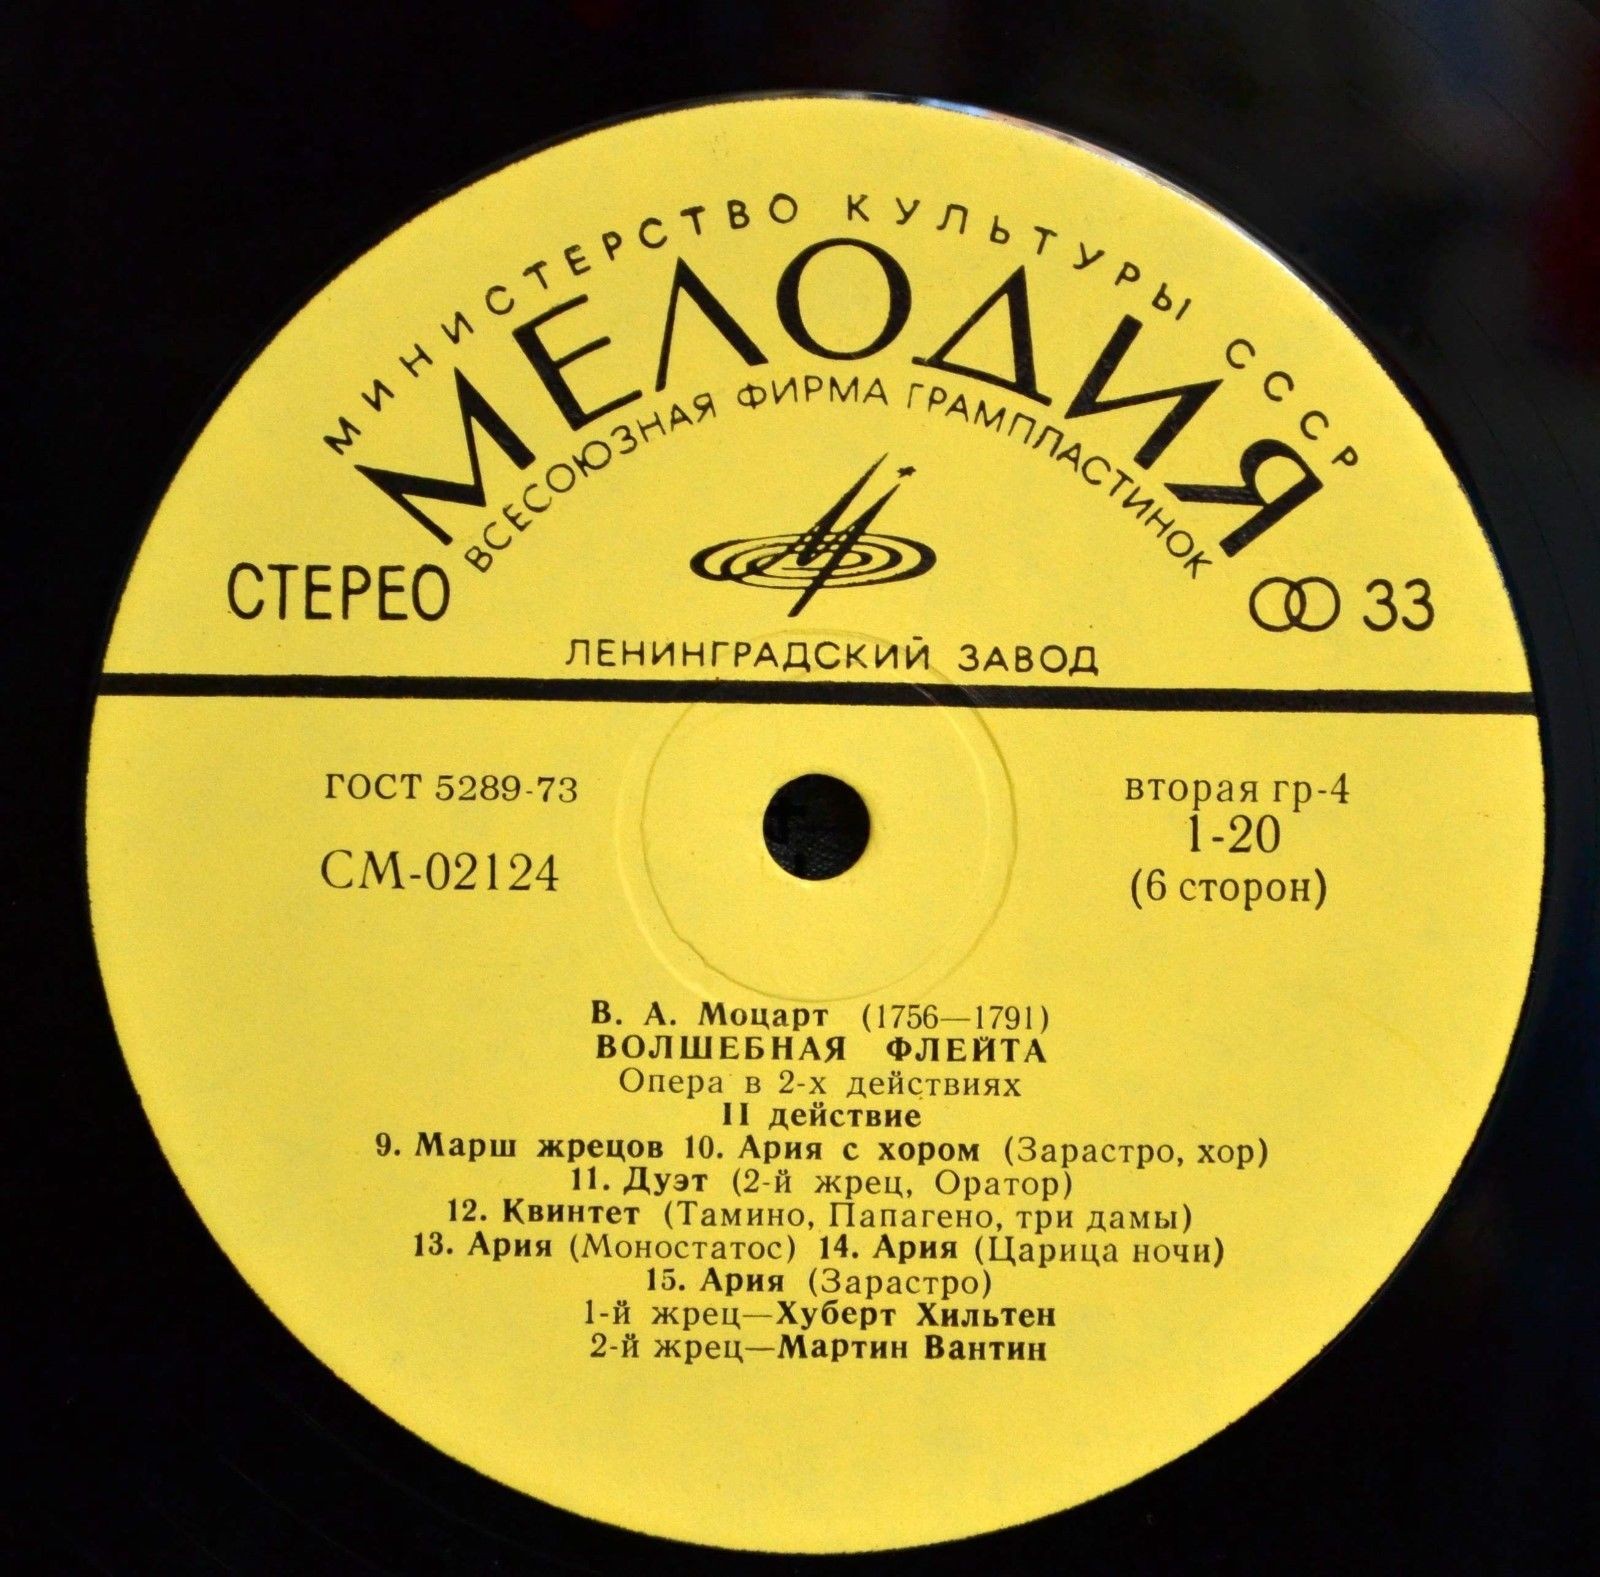 МИНИСТЕРСТВО КУЛЬТУРЫ СССР
МЕЛОДИЯ
ВСЕСОЮЗНАЯ ФИРМА ГРАМПЛАСТИНОК
СТЕРЕО
33
ЛЕНИНГРАДСКИЙ ЗАВОД
ГОСТ 5289-73
вторая гр-4
СМ-02124
1-20
(6 сторон)
В. А. Моцарт (1756—1791)
ВОЛШЕБНАЯ ФЛЕЙТА
Опера в 2-х действиях
II действие
9. Марш жрецов 10. Ария с хором (Зарастро, хор)
11. Дуэт (2-й жрец, Оратор)
12. Квинтет (Тамино, Папагено, три дамы)
13. Ария (Моностатос) 14. Ария (Царица ночи)
15. Ария (Зарастро)
1-й жрец—Хуберт Хильтен
2-й жрец—Мартин Вантин